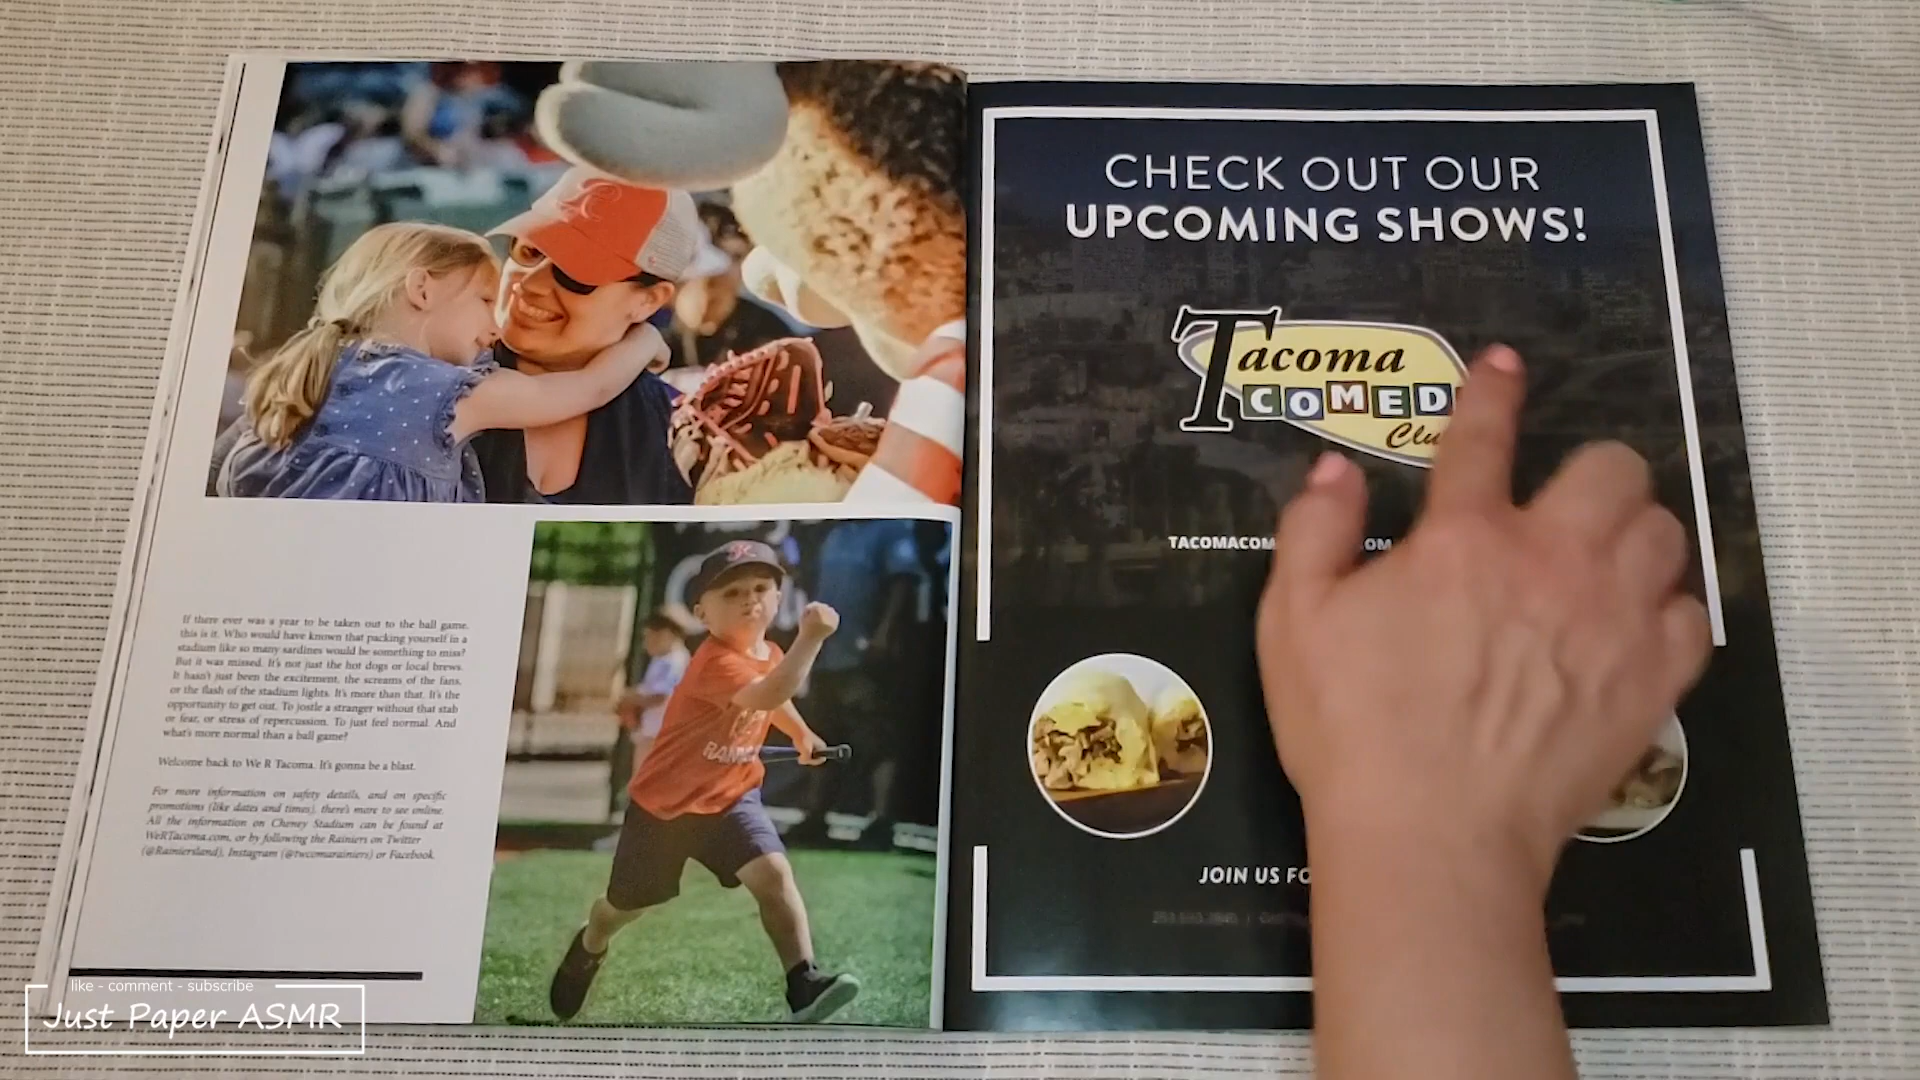 If there ever was a year to be taken out to the ball game,
this is it. Who would have known that packing yourself in a
stadium like so many sardines would be something to miss?
But it was missed. It's not just the hot dogs or local brews.
It hasn't just been the excitement, the screams of the fans,
or the flash of the stadium lights. It's more than that. It's the
opportunity to get out. To jostle a stranger without that stab
or fear, or stress of repercussion. To just feel normal. And
what's more normal than a ball game?
Welcome back to We R Tacoma. It's gonna be a blast.
For more information on safety details, and on specific
promotions (like dates and times), there's more to see online.
All the information on Cheney Stadium can be found at
WeRTacoma.com, or by following the Rainiers on Twitter
(@Rainiersland), Instagram (@twcomarainiers) or Facebook.
CHECK OUT OUR
UPCOMING SHOWS!
Tacoma
COMED
Clu
TACOMACOM OM
JOIN US FO
like - comment - subscribe
Just Paper ASMR